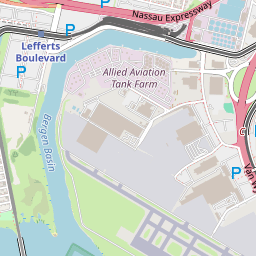 Nassau Expressway
Lefferts
Boulevard
P
P
P
Allied Aviation
Tank Farm
Bergen Basin
P